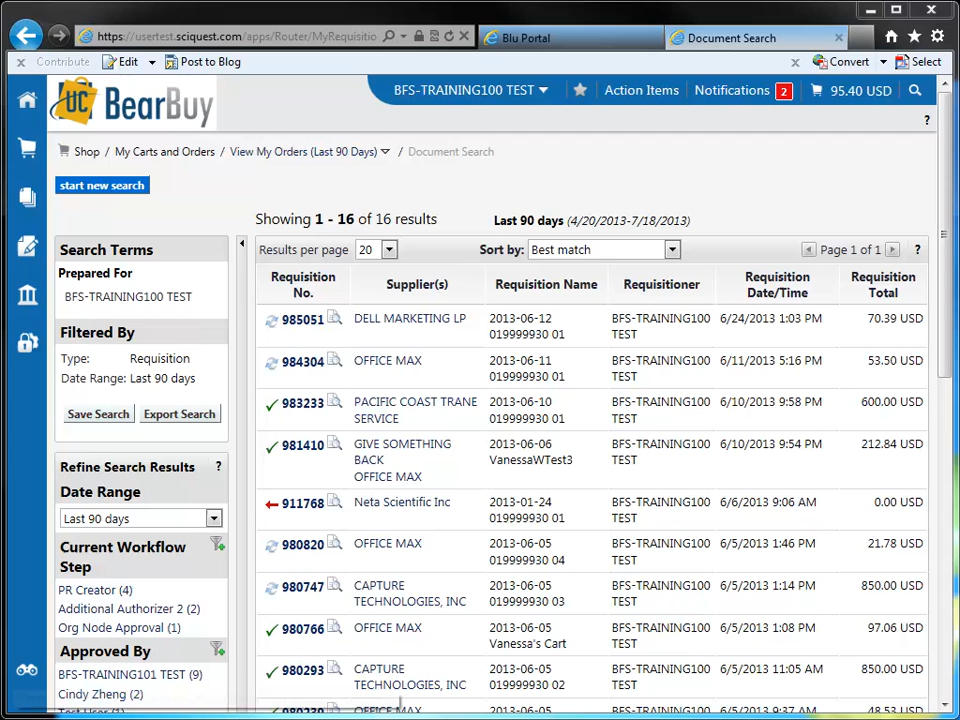 https://usertest.sciquest.com/apps/Router/MyRequisitio
Blu Portal
Document Search
Contribute Edit Post to Blog
Convert Select
UC BearBuy
BFS-TRAINING100 TEST Action Items Notifications 2 95.40 USD
?
Shop / My Carts and Orders / View My Orders (Last 90 Days) / Document Search
start new search
Showing 1 - 16 of 16 results Last 90 days (4/20/2013-7/18/2013)
Results per page 20 Sort by: Best match Page 1 of 1 ?
Search Terms
Prepared For
BFS-TRAINING100 TEST
Filtered By
Type: Requisition
Date Range: Last 90 days
Save Search Export Search
Refine Search Results ?
Date Range
Last 90 days
Current Workflow
Step
PR Creator (4)
Additional Authorizer 2 (2)
Org Node Approval (1)
Approved By
BFS-TRAINING101 TEST (9)
Cindy Zheng (2)
Test User (1)
Requisition No. Supplier(s) Requisition Name Requisitioner Requisition Date/Time Requisition Total
985051 DELL MARKETING LP 2013-06-12 BFS-TRAINING100 6/24/2013 1:03 PM 70.39 USD
019999930 01 TEST
984304 OFFICE MAX 2013-06-11 BFS-TRAINING100 6/11/2013 5:16 PM 53.50 USD
019999930 01 TEST
983233 PACIFIC COAST TRANE 2013-06-10 BFS-TRAINING100 6/10/2013 9:58 PM 600.00 USD
SERVICE 019999930 01 TEST
981410 GIVE SOMETHING 2013-06-06 BFS-TRAINING100 6/10/2013 9:54 PM 212.84 USD
BACK VanessaWTest3 TEST
OFFICE MAX
911768 Neta Scientific Inc 2013-01-24 BFS-TRAINING100 6/6/2013 9:06 AM 0.00 USD
019999930 01 TEST
980820 OFFICE MAX 2013-06-05 BFS-TRAINING100 6/5/2013 1:46 PM 21.78 USD
019999930 04 TEST
980747 CAPTURE 2013-06-05 BFS-TRAINING100 6/5/2013 1:14 PM 850.00 USD
TECHNOLOGIES, INC 019999930 03 TEST
980766 OFFICE MAX 2013-06-05 BFS-TRAINING100 6/5/2013 1:08 PM 97.06 USD
Vanessa's Cart TEST
980293 CAPTURE 2013-06-05 BFS-TRAINING100 6/5/2013 11:05 AM 850.00 USD
TECHNOLOGIES, INC 019999930 02 TEST
OFFICE MAX 2013-06-05 BFS-TRAINING100 48.53 USD